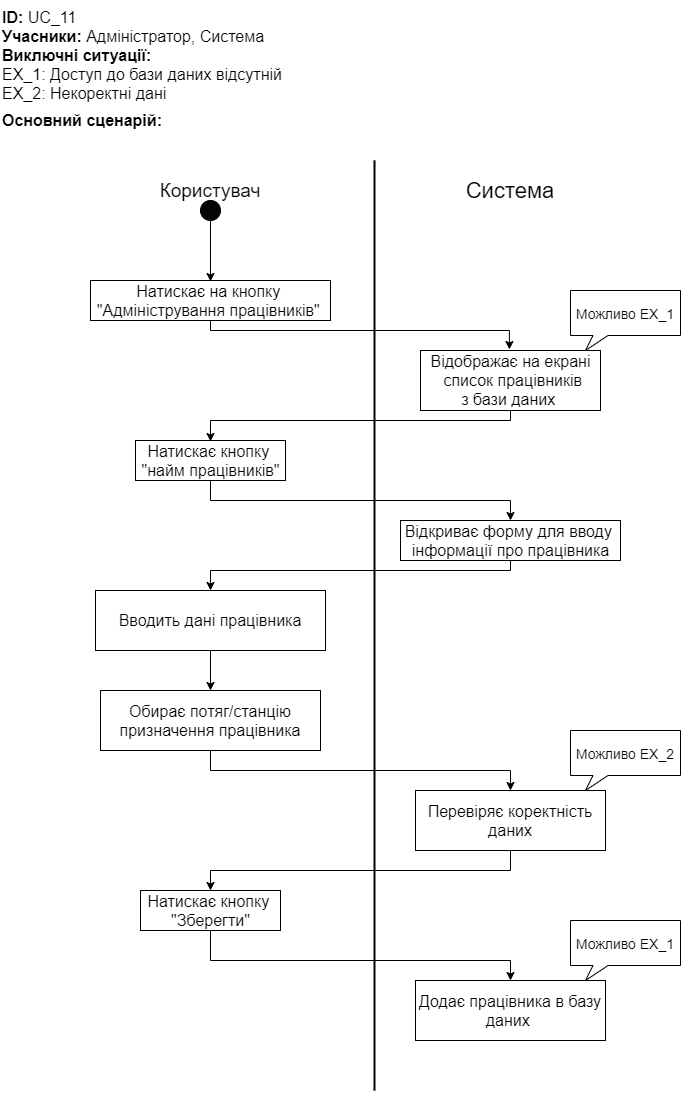 ID: UC_11
Учасники: Адміністратор, Система
Виключні ситуації:
EX_1: Доступ до бази даних відсутній
EX_2: Некоректні дані
Основний сценарій:
Користувач
Система
Натискає на кнопку
"Адміністрування працівників"
Можливо EX_1
Відображає на екрані
список працівників
з бази даних
Натискає кнопку
"найм працівників"
Відкриває форму для вводу
інформації про працівника
Вводить дані працівника
Обирає потяг/станцію
призначення працівника
Можливо EX_2
Перевіряє коректність
даних
Натискає кнопку
"Зберегти"
Можливо EX_1
Додає працівника в базу
даних